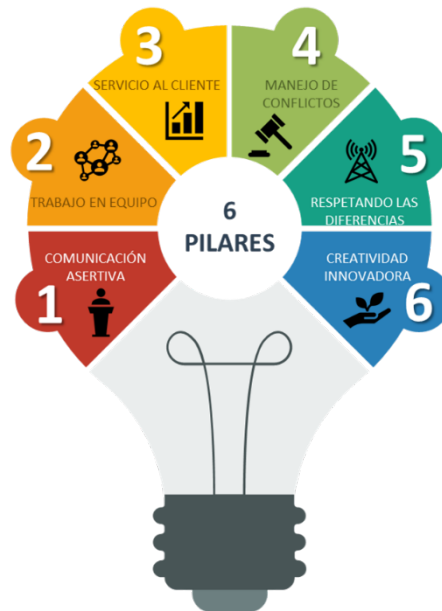 1
COMUNICACIÓN
ASERTIVA
2
TRABAJO EN EQUIPO
3
SERVICIO AL CLIENTE
4
MANEJO DE
CONFLICTOS
5
RESPETANDO LAS
DIFERENCIAS
6
CREATIVIDAD
INNOVADORA
6
PILARES